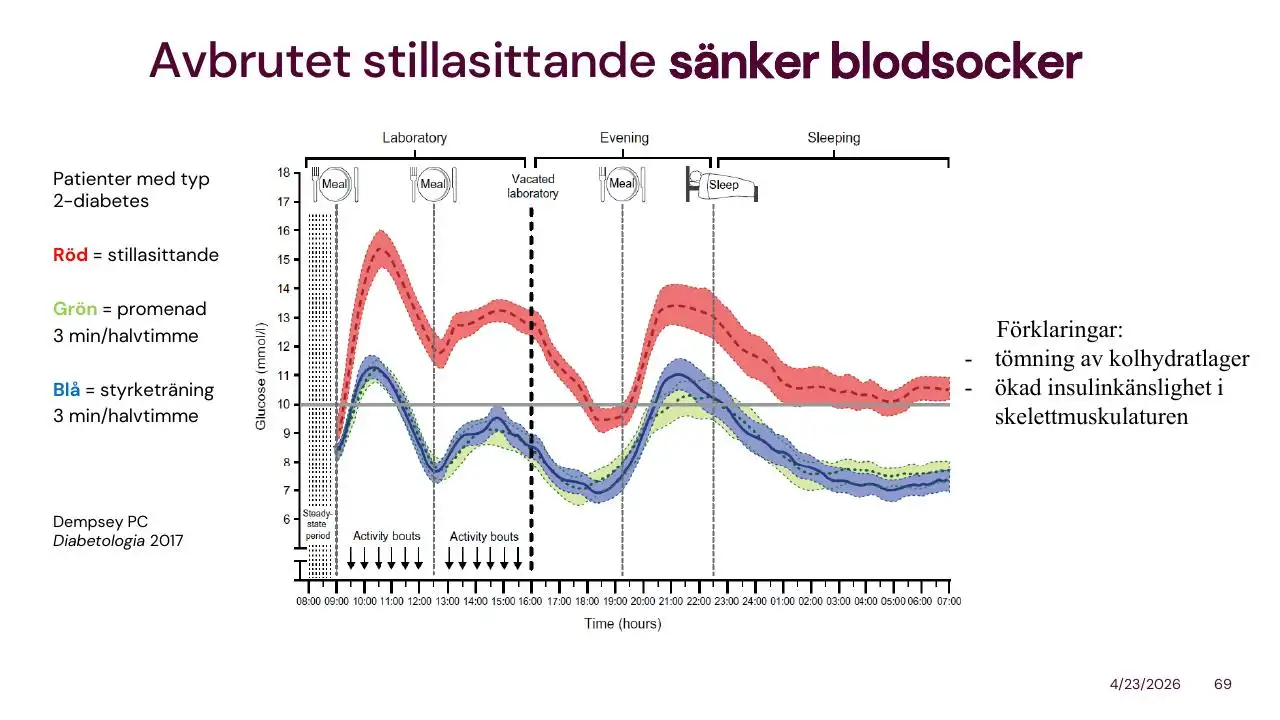 Avbrutet stillasittande sänker blodsocker
Patienter med typ
2-diabetes
Röd = stillasittande
Grön = promenad
3 min/halvtimme
Blå = styrketräning
3 min/halvtimme
Dempsey PC
Diabetologia 2017
Laboratory Evening Sleeping
Meal Meal Vacated
laboratory Meal Sleep
Glucose (mmol/l)
18
17
16
15
14
13
12
11
10
9
8
7
6
Steady-
state
period
Activity bouts Activity bouts
08:00 09:00 10:00 11:00 12:00 13:00 14:00 15:00 16:00 17:00 18:00 19:00 20:00 21:00 22:00 23:00 24:00 01:00 02:00 03:00 04:00 05:00 06:00 07:00
Time (hours)
Förklaringar:
- tömning av kolhydratlager
- ökad insulinkänslighet i
skelettmuskulaturen
4/23/2026 69